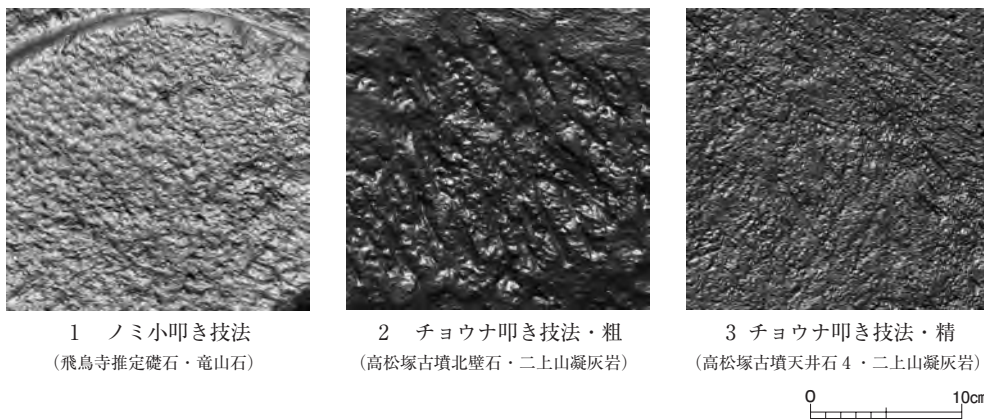 1 ノミ小叩き技法
（飛鳥寺推定礎石・竜山石）
2 チョウナ叩き技法・粗
（高松塚古墳北壁石・二上山凝灰岩）
3 チョウナ叩き技法・精
（高松塚古墳天井石4・二上山凝灰岩）
0 10cm